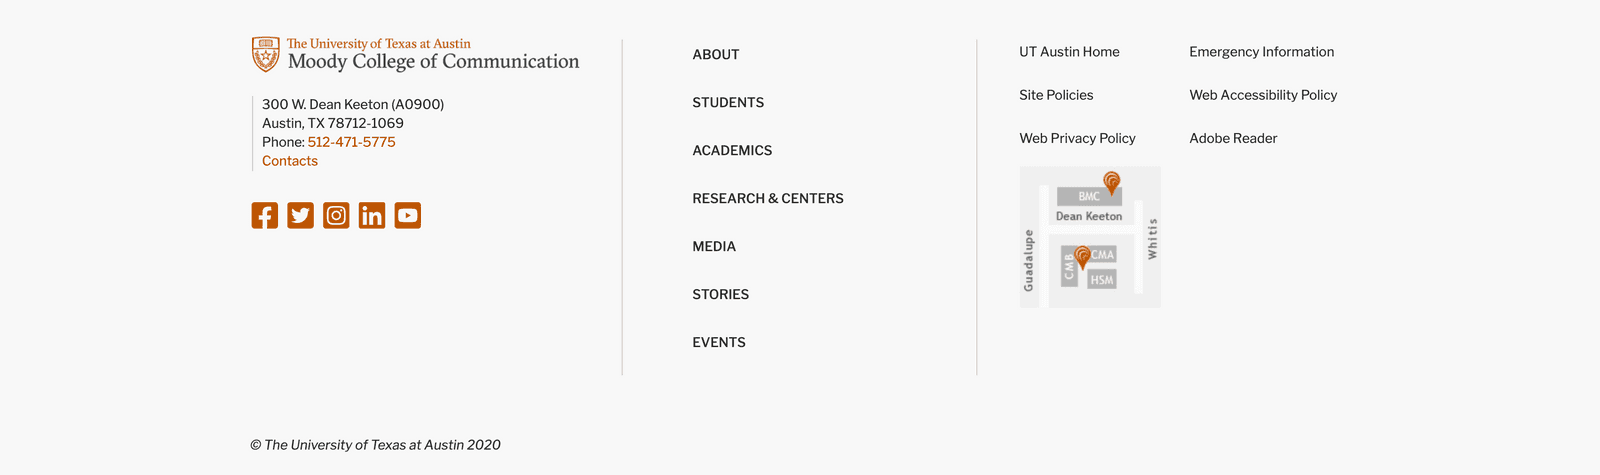 The University of Texas at Austin
Moody College of Communication
300 W. Dean Keeton (A0900)
Austin, TX 78712-1069
Phone: 512-471-5775
Contacts
ABOUT
STUDENTS
ACADEMICS
RESEARCH & CENTERS
MEDIA
STORIES
EVENTS
UT Austin Home
Site Policies
Web Privacy Policy
Emergency Information
Web Accessibility Policy
Adobe Reader
BMC
Dean Keeton
Guadalupe
Whitis
CMB
CMA
HSM
© The University of Texas at Austin 2020